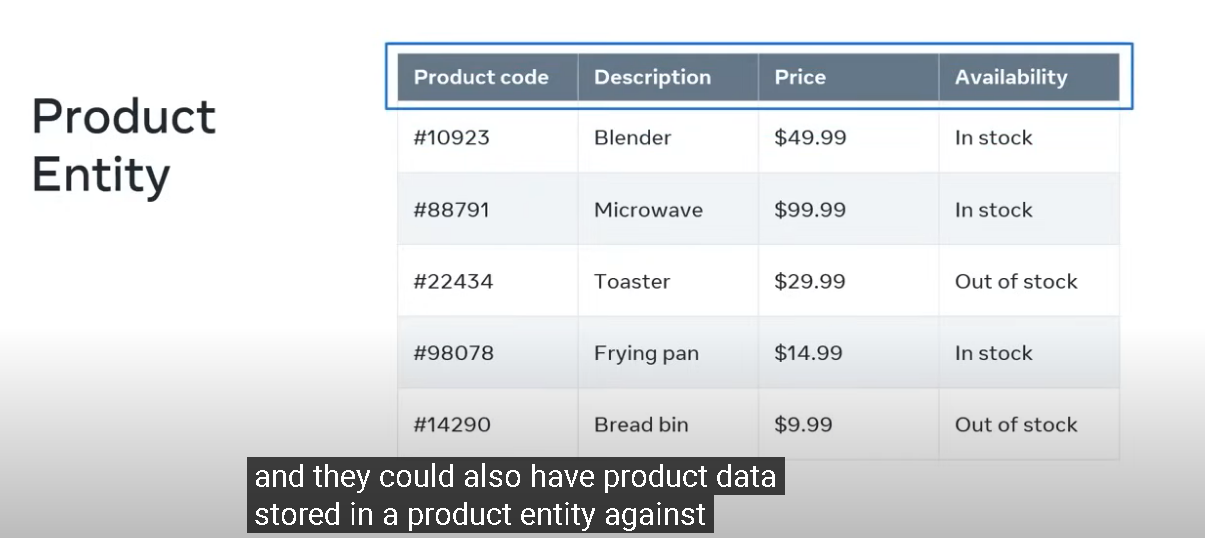 Product
Entity
Product code Description Price Availability
#10923 Blender $49.99 In stock
#88791 Microwave $99.99 In stock
#22434 Toaster $29.99 Out of stock
#98078 Frying pan $14.99 In stock
#14290 Bread bin $9.99 Out of stock
and they could also have product data
stored in a product entity against